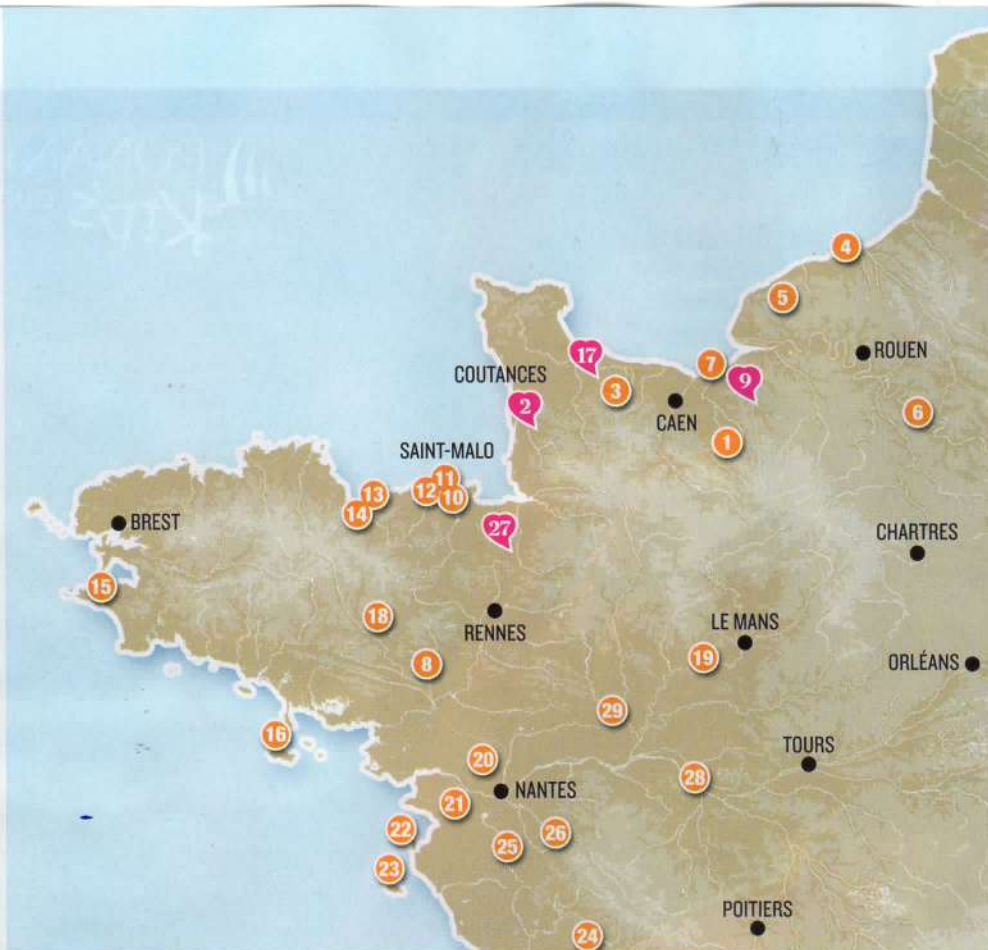 4
5
17
7
ROUEN
COUTANCES
9
3
2
CAEN
6
1
SAINT-MALO
11
12
10
13
14
BREST
27
CHARTRES
15
18
RENNES
LE MANS
8
19
ORLÉANS
29
16
TOURS
20
28
NANTES
21
22
26
25
23
POITIERS
24